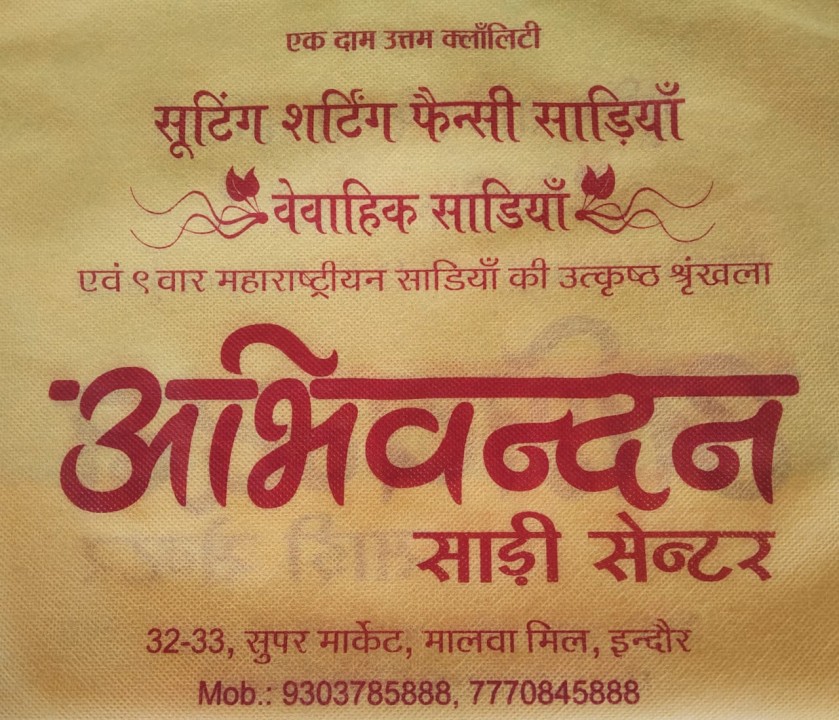 एक दाम उत्तम क्लाँलिटी
सूटिंग शर्टिंग फैन्सी साड़ियाँ
वेवाहिक साडियाँ
एवं ९ वार महाराष्ट्रीयन साडियाँ की उत्कृष्ठ श्रृंखला
अभिवन्दन
साड़ी सेन्टर
32-33, सुपर मार्केट, मालवा मिल, इन्दौर
Mob.: 9303785888, 7770845888